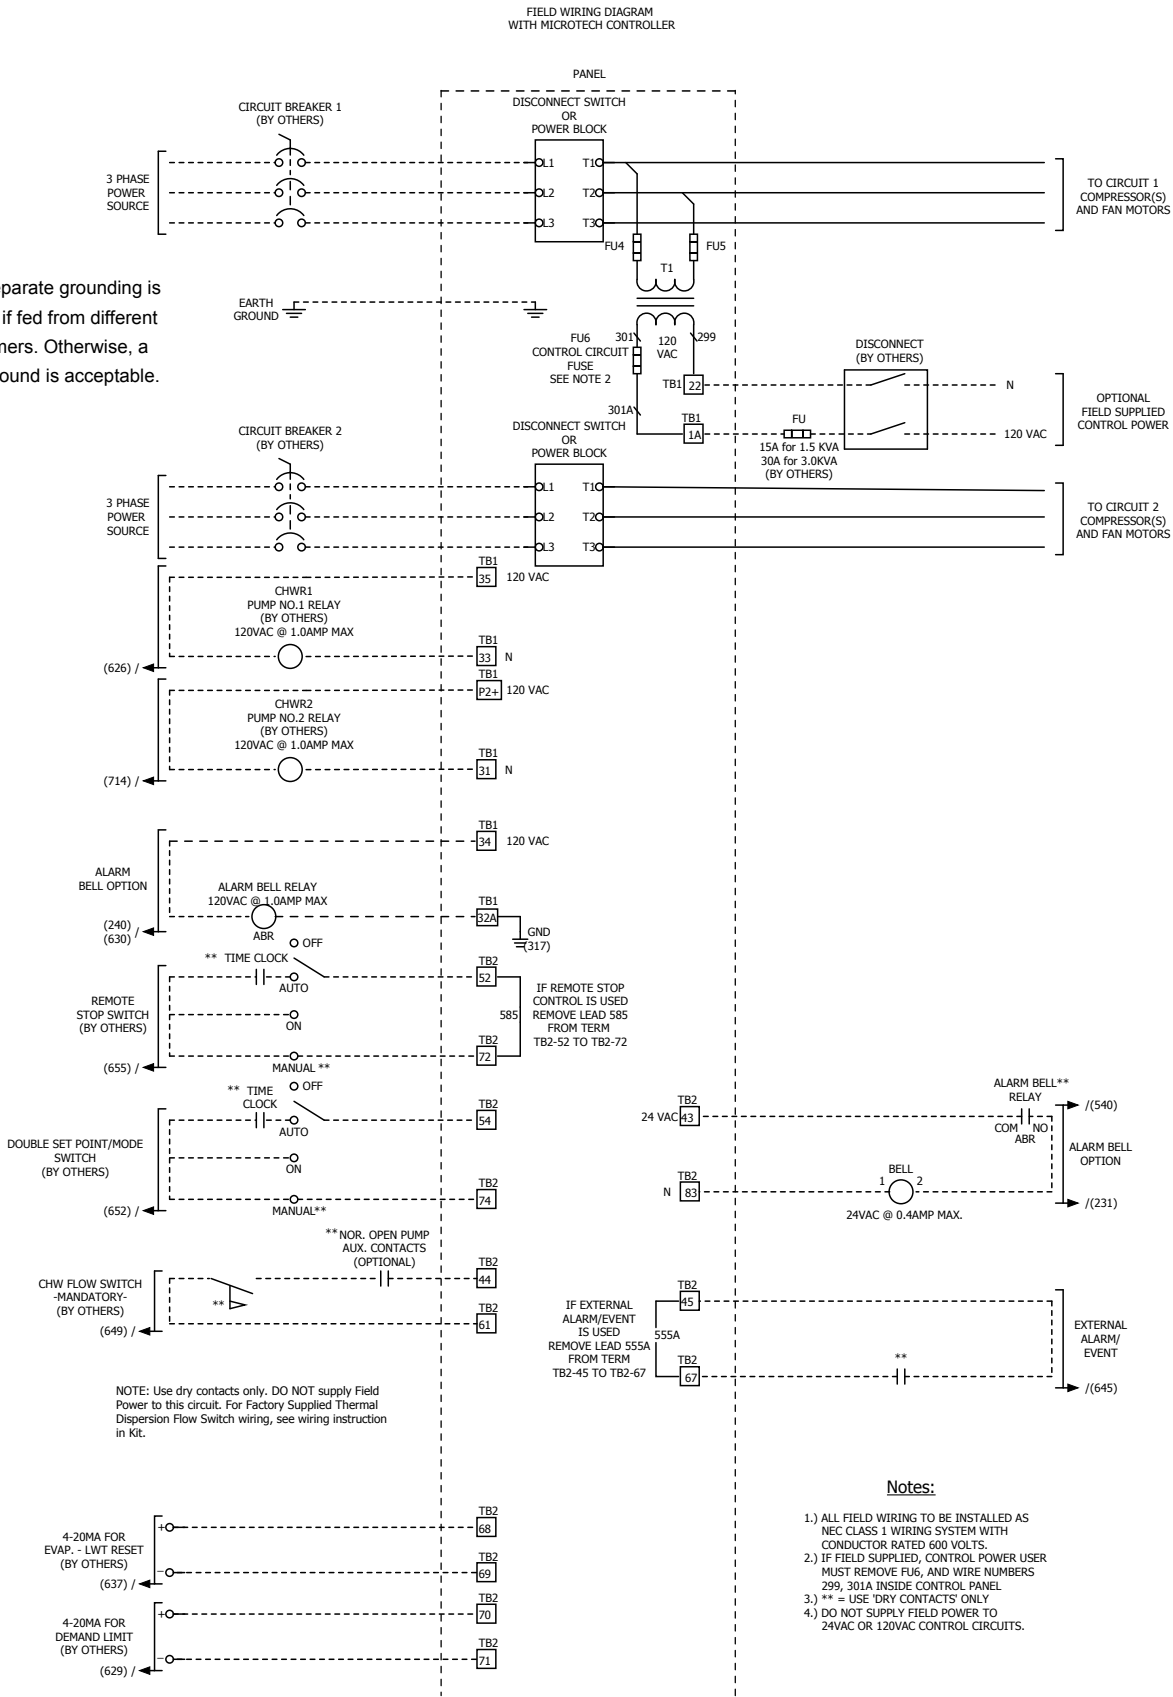 FIELD WIRING DIAGRAM
WITH MICROTECH CONTROLLER
PANEL
CIRCUIT BREAKER 1
(BY OTHERS)
DISCONNECT SWITCH
OR
POWER BLOCK
3 PHASE
POWER
SOURCE
L1 T1
L2 T2
L3 T3
TO CIRCUIT 1
COMPRESSOR(S)
AND FAN MOTORS
FU4
FU5
T1
parate grounding is
if fed from different
mers. Otherwise, a
ound is acceptable.
EARTH
GROUND
FU6
CONTROL CIRCUIT
FUSE
SEE NOTE 2
301
120
VAC
299
TB1 22
301A
TB1
1A
DISCONNECT
(BY OTHERS)
N
120 VAC
FU
15A for 1.5 KVA
30A for 3.0KVA
(BY OTHERS)
OPTIONAL
FIELD SUPPLIED
CONTROL POWER
CIRCUIT BREAKER 2
(BY OTHERS)
DISCONNECT SWITCH
OR
POWER BLOCK
3 PHASE
POWER
SOURCE
L1 T1
L2 T2
L3 T3
TO CIRCUIT 2
COMPRESSOR(S)
AND FAN MOTORS
TB1
35 120 VAC
CHWR1
PUMP NO.1 RELAY
(BY OTHERS)
120VAC @ 1.0AMP MAX
TB1
33 N
(626) /
TB1
P2+ 120 VAC
CHWR2
PUMP NO.2 RELAY
(BY OTHERS)
120VAC @ 1.0AMP MAX
TB1
31 N
(714) /
TB1
34 120 VAC
ALARM
BELL OPTION
ALARM BELL RELAY
120VAC @ 1.0AMP MAX
ABR
TB1
32A
GND
(317)
(240)
(630) /
OFF
** TIME CLOCK
AUTO
ON
MANUAL **
REMOTE
STOP SWITCH
(BY OTHERS)
(655) /
TB2
52
585
TB2
72
IF REMOTE STOP
CONTROL IS USED
REMOVE LEAD 585
FROM TERM
TB2-52 TO TB2-72
OFF
** TIME
CLOCK
AUTO
ON
MANUAL**
DOUBLE SET POINT/MODE
SWITCH
(BY OTHERS)
(652) /
TB2
54
TB2
74
TB2
24 VAC 43
ALARM BELL**
RELAY
COM NO
ABR
/(540)
ALARM BELL
OPTION
TB2
N 83
BELL
1 2
24VAC @ 0.4AMP MAX.
/(231)
**NOR. OPEN PUMP
AUX. CONTACTS
(OPTIONAL)
CHW FLOW SWITCH
-MANDATORY-
(BY OTHERS)
**
(649) /
TB2
44
TB2
61
IF EXTERNAL
ALARM/EVENT
IS USED
REMOVE LEAD 555A
FROM TERM
TB2-45 TO TB2-67
555A
TB2
45
TB2
67
**
EXTERNAL
ALARM/
EVENT
/(645)
NOTE: Use dry contacts only. DO NOT supply Field
Power to this circuit. For Factory Supplied Thermal
Dispersion Flow Switch wiring, see wiring instruction
in Kit.
4-20MA FOR
EVAP. - LWT RESET
(BY OTHERS)
(637) /
+
−
TB2
68
TB2
69
4-20MA FOR
DEMAND LIMIT
(BY OTHERS)
(629) /
+
−
TB2
70
TB2
71
Notes:
1.) ALL FIELD WIRING TO BE INSTALLED AS
NEC CLASS 1 WIRING SYSTEM WITH
CONDUCTOR RATED 600 VOLTS.
2.) IF FIELD SUPPLIED, CONTROL POWER USER
MUST REMOVE FU6, AND WIRE NUMBERS
299, 301A INSIDE CONTROL PANEL
3.) ** = USE 'DRY CONTACTS' ONLY
4.) DO NOT SUPPLY FIELD POWER TO
24VAC OR 120VAC CONTROL CIRCUITS.